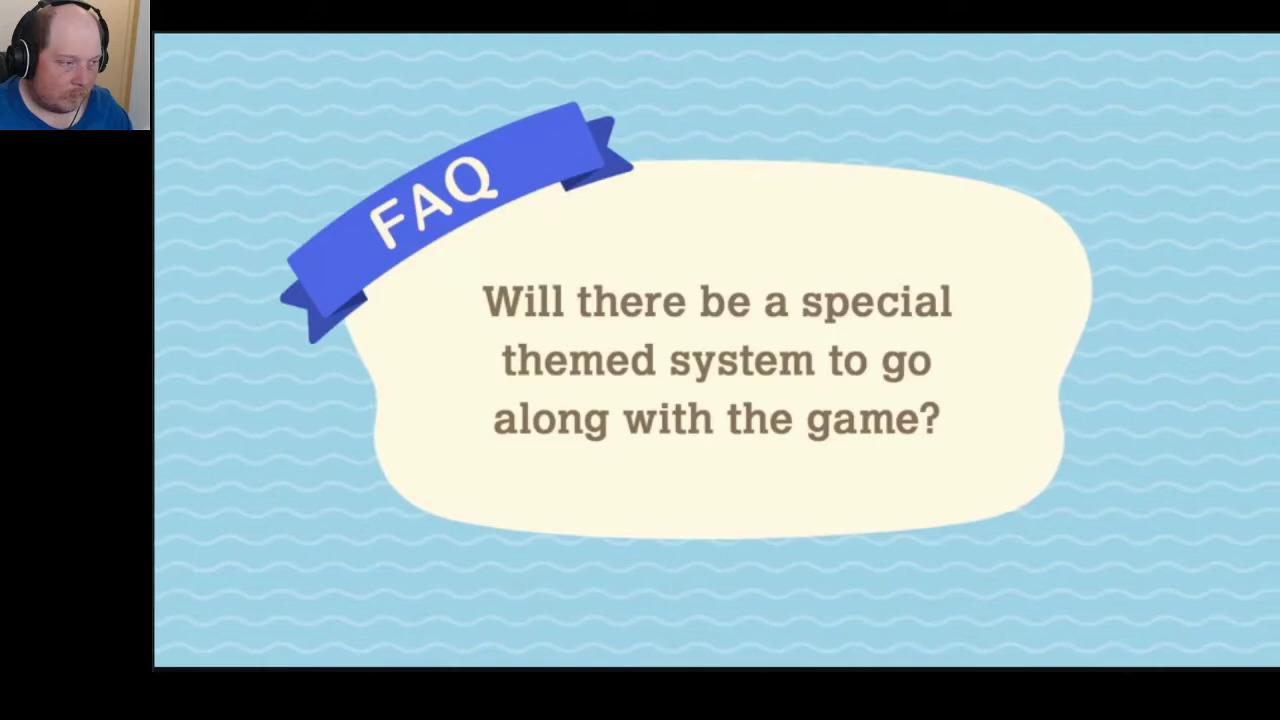 FAQ
Will there be a special
themed system to go
along with the game?